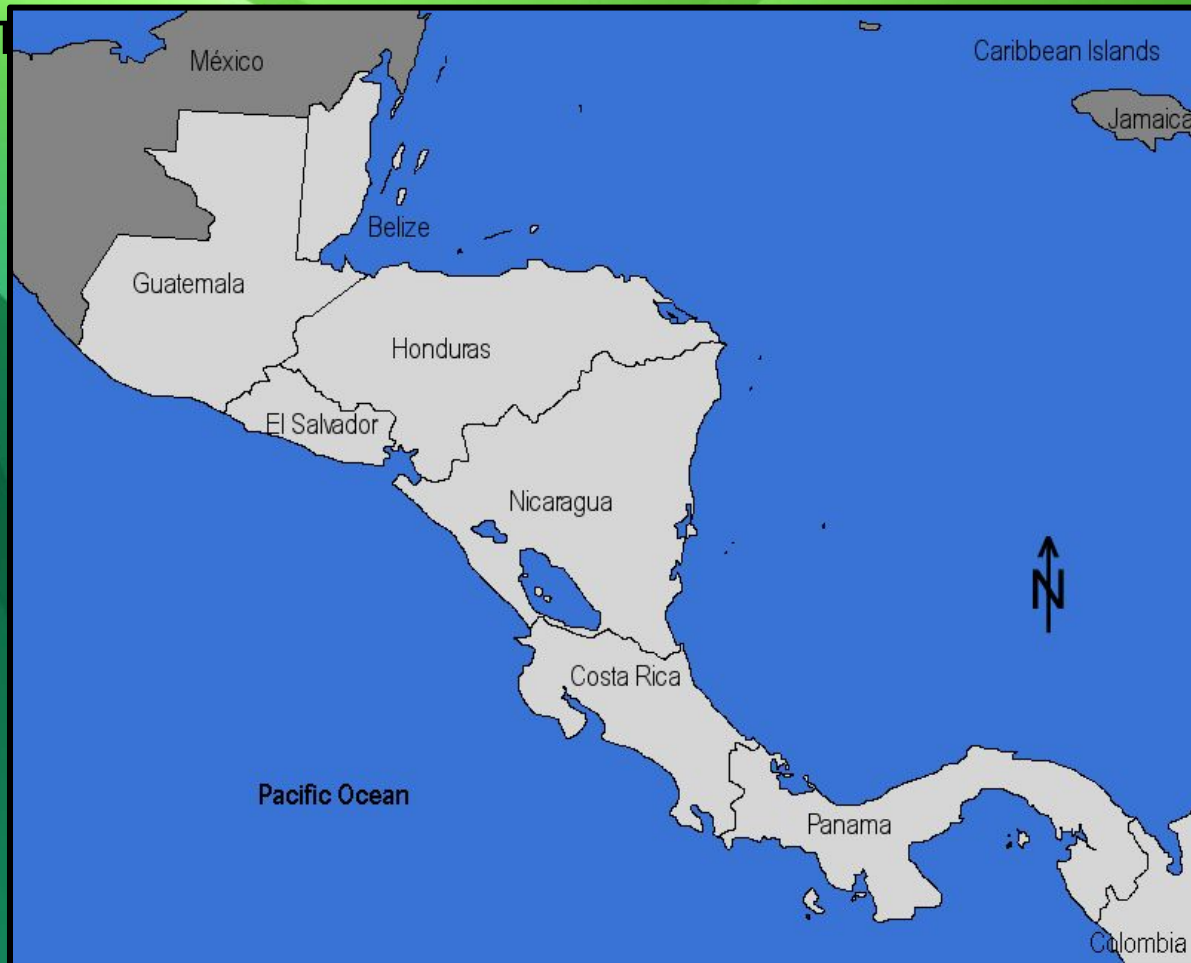 México
Caribbean Islands
Jamaica
Belize
Guatemala
Honduras
El Salvador
Nicaragua
N
Costa Rica
Pacific Ocean
Panama
Colombia